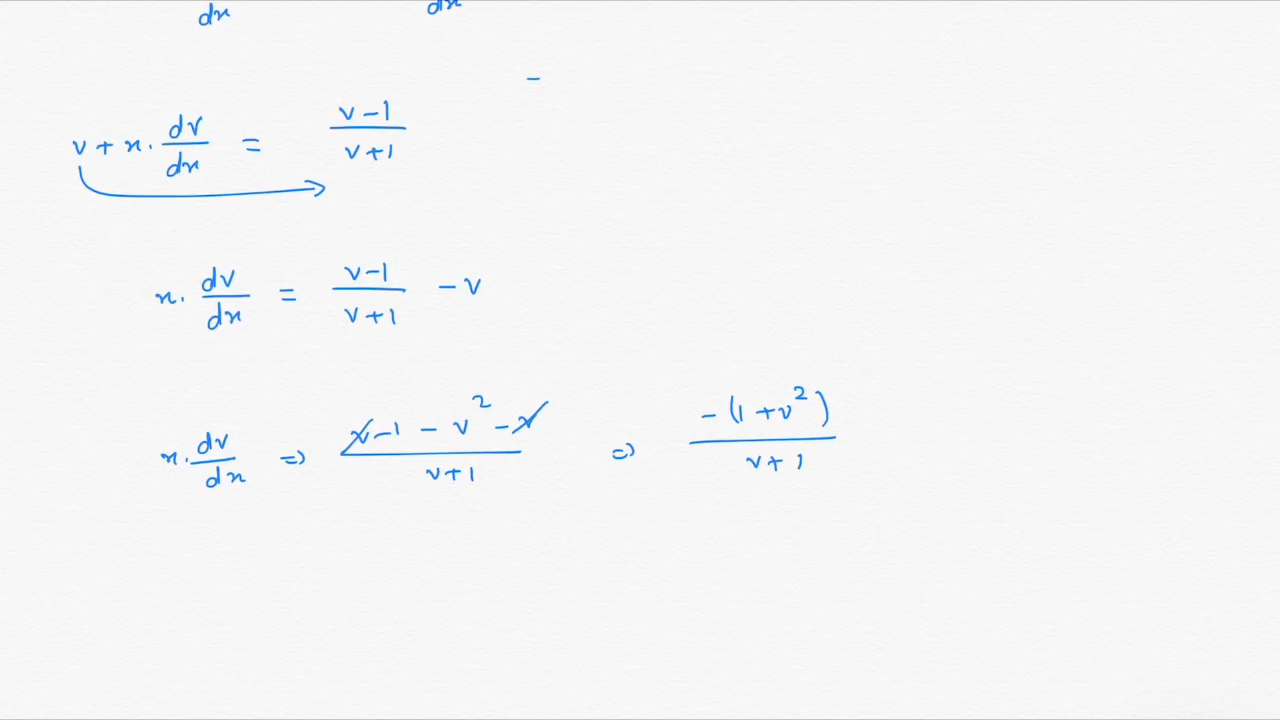 dx dx
-
v + x. dv/dx = (v-1)/(v+1)
x. dv/dx = (v-1)/(v+1) - v
x. dv/dx => (v-1 - v² - v)/(v+1) => -(1+v²)/(v+1)